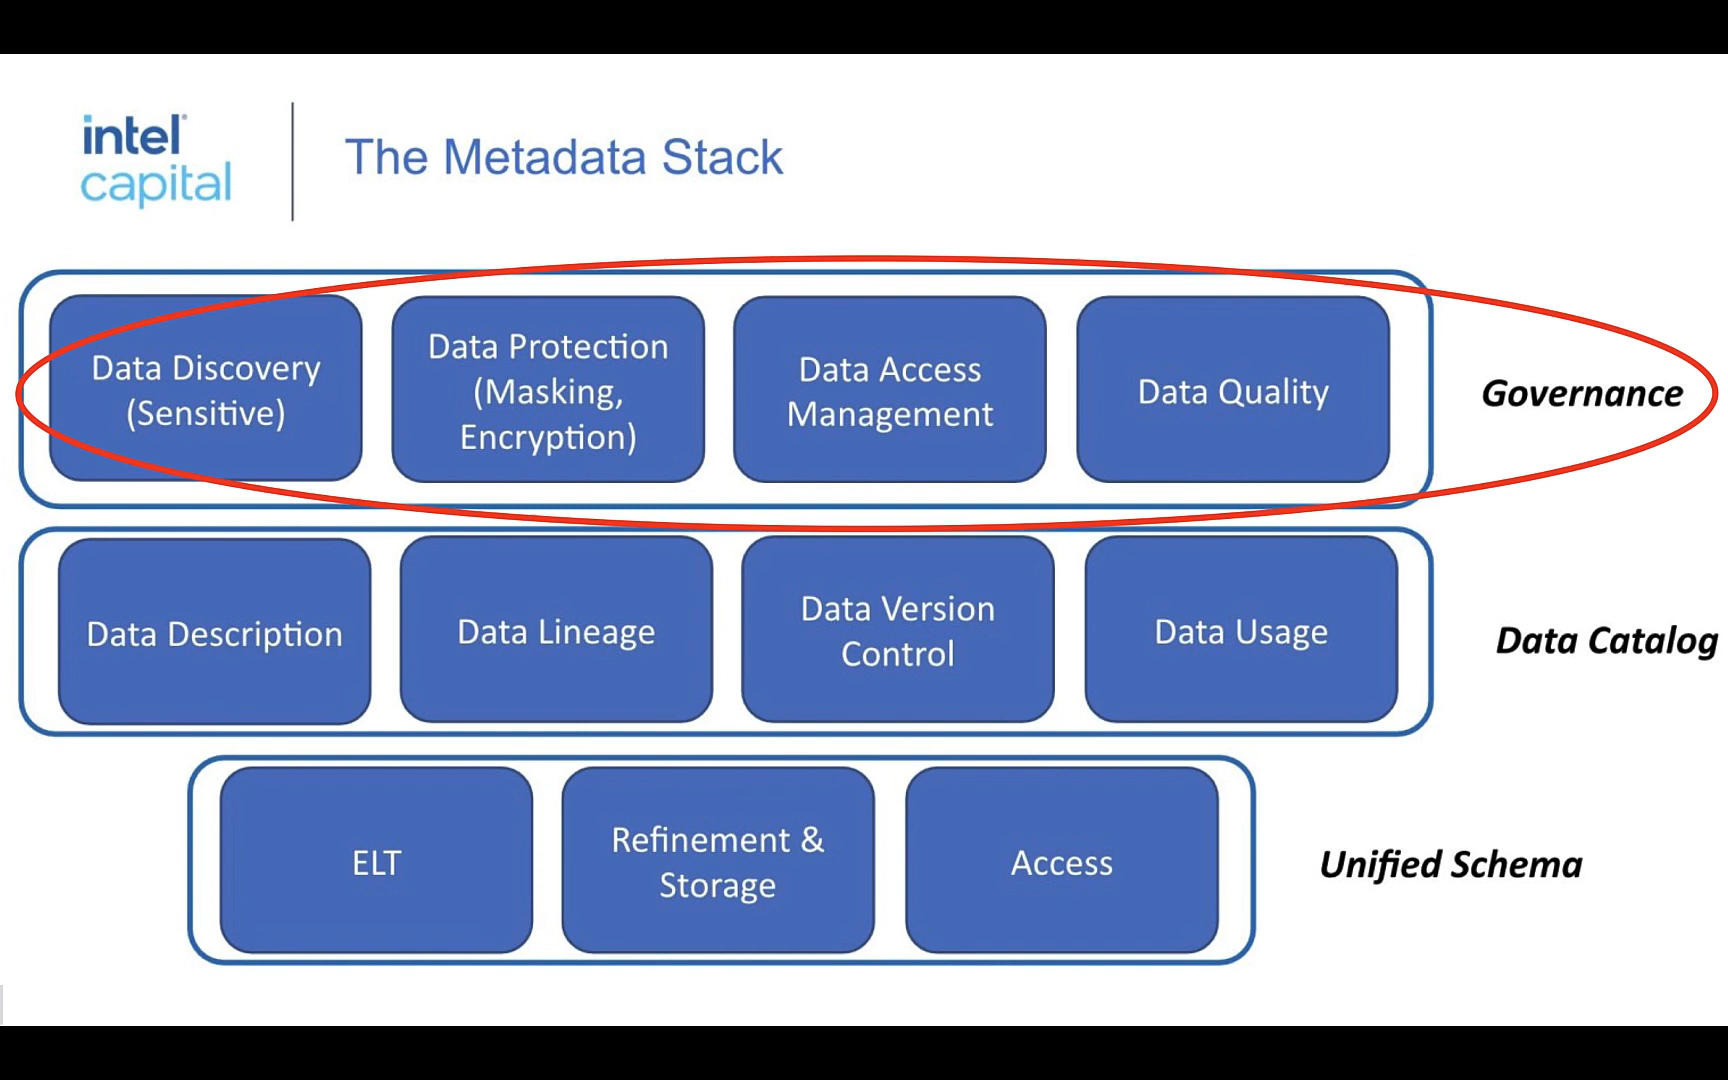 intel
capital
The Metadata Stack
Data Discovery
(Sensitive)
Data Protection
(Masking,
Encryption)
Data Access
Management
Data Quality
Governance
Data Description
Data Lineage
Data Version
Control
Data Usage
Data Catalog
ELT
Refinement &
Storage
Access
Unified Schema